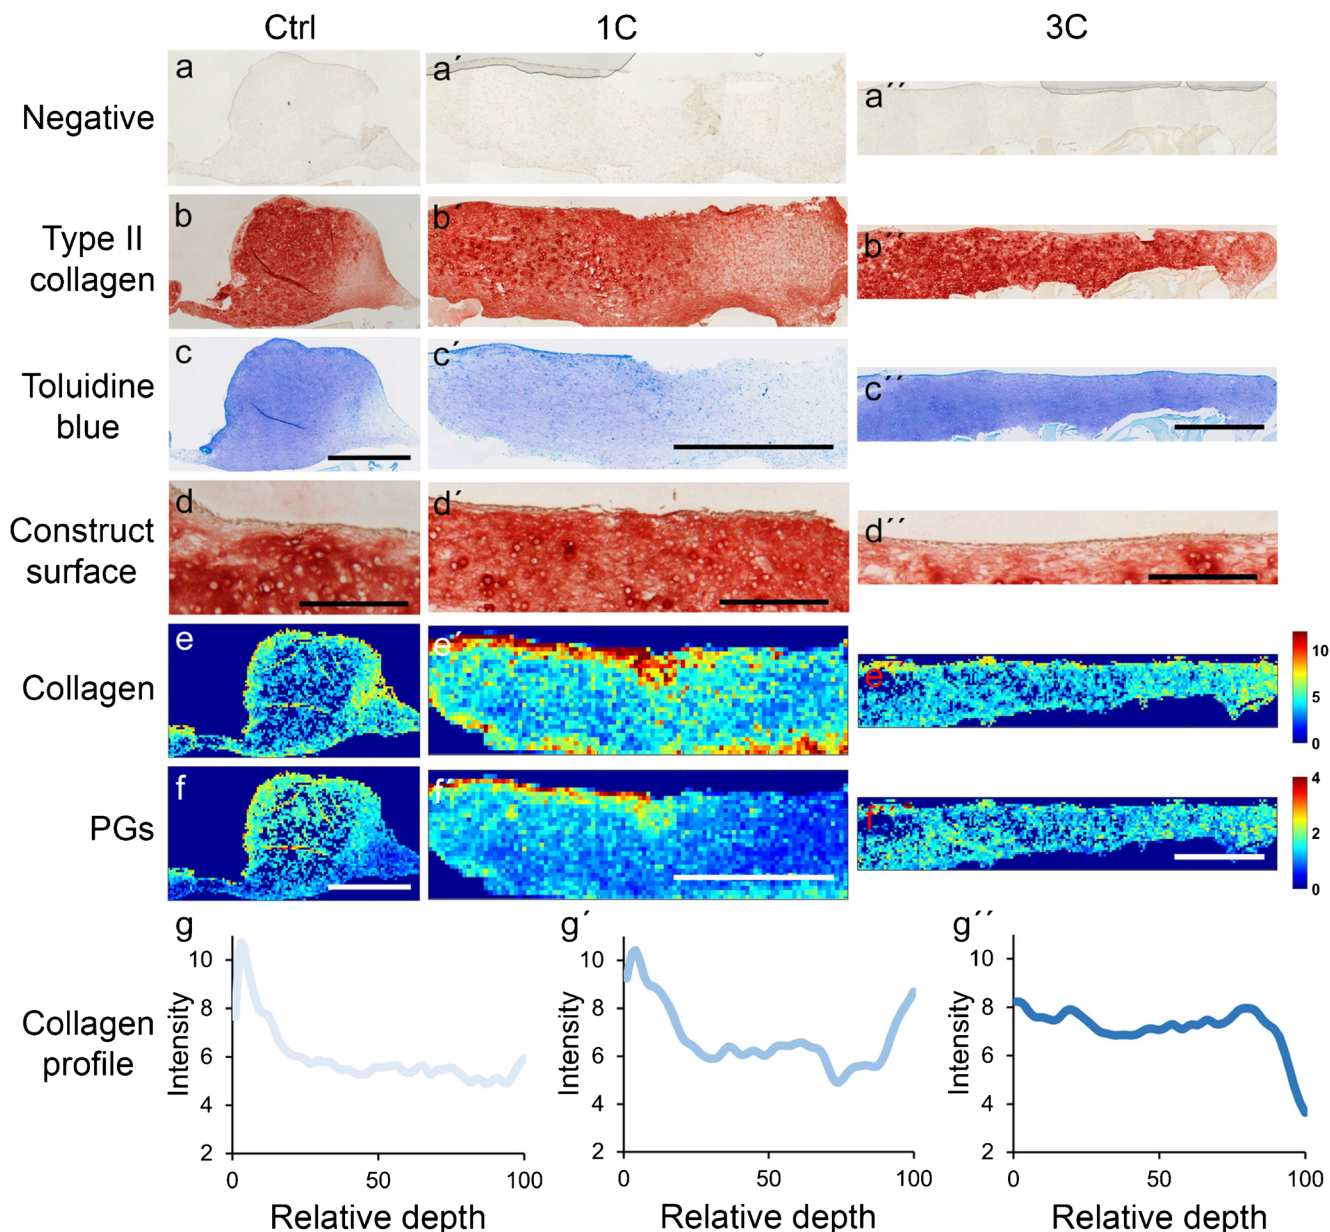 Ctrl 1C 3C
Negative
a a´ a´´
Type II
collagen
b b´ b´´
Toluidine
blue
c c´ c´´
Construct
surface
d d´ d´´
Collagen
e e´ e´´
10
5
0
PGs
f f´ f´´
4
2
0
g g´ g´´
Collagen
profile
Intensity
10
8
6
4
2
0 50 100
Relative depth
Intensity
10
8
6
4
2
0 50 100
Relative depth
Intensity
10
8
6
4
2
0 50 100
Relative depth